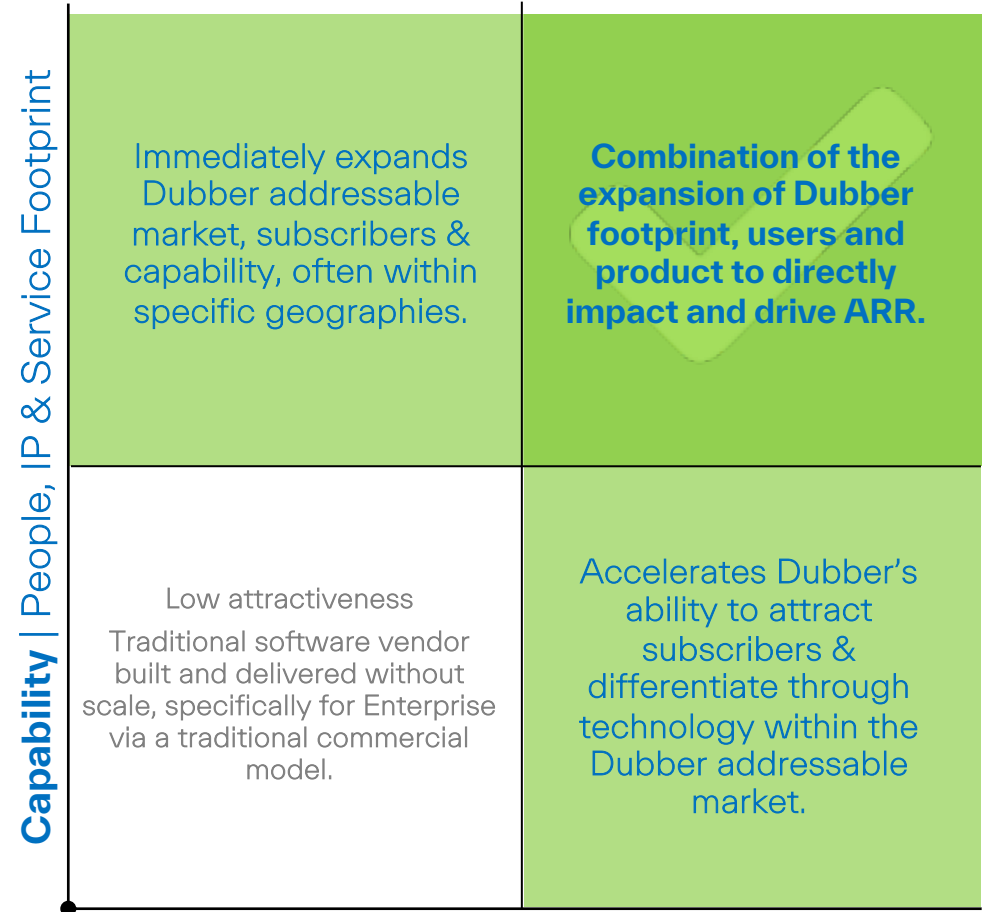 Capability | People, IP & Service Footprint
Immediately expands
Dubber addressable
market, subscribers &
capability, often within
specific geographies.
Combination of the
expansion of Dubber
footprint, users and
product to directly
impact and drive ARR.
Low attractiveness
Traditional software vendor
built and delivered without
scale, specifically for Enterprise
via a traditional commercial
model.
Accelerates Dubber’s
ability to attract
subscribers &
differentiate through
technology within the
Dubber addressable
market.